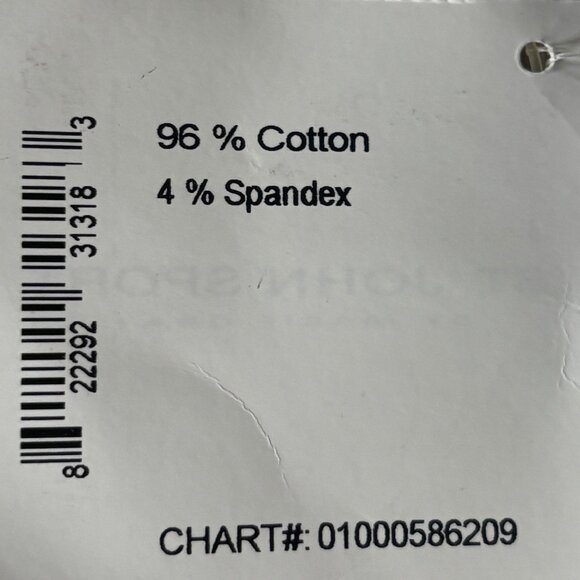 96 % Cotton
4 % Spandex
8 22292 31318 3
CHART#: 01000586209